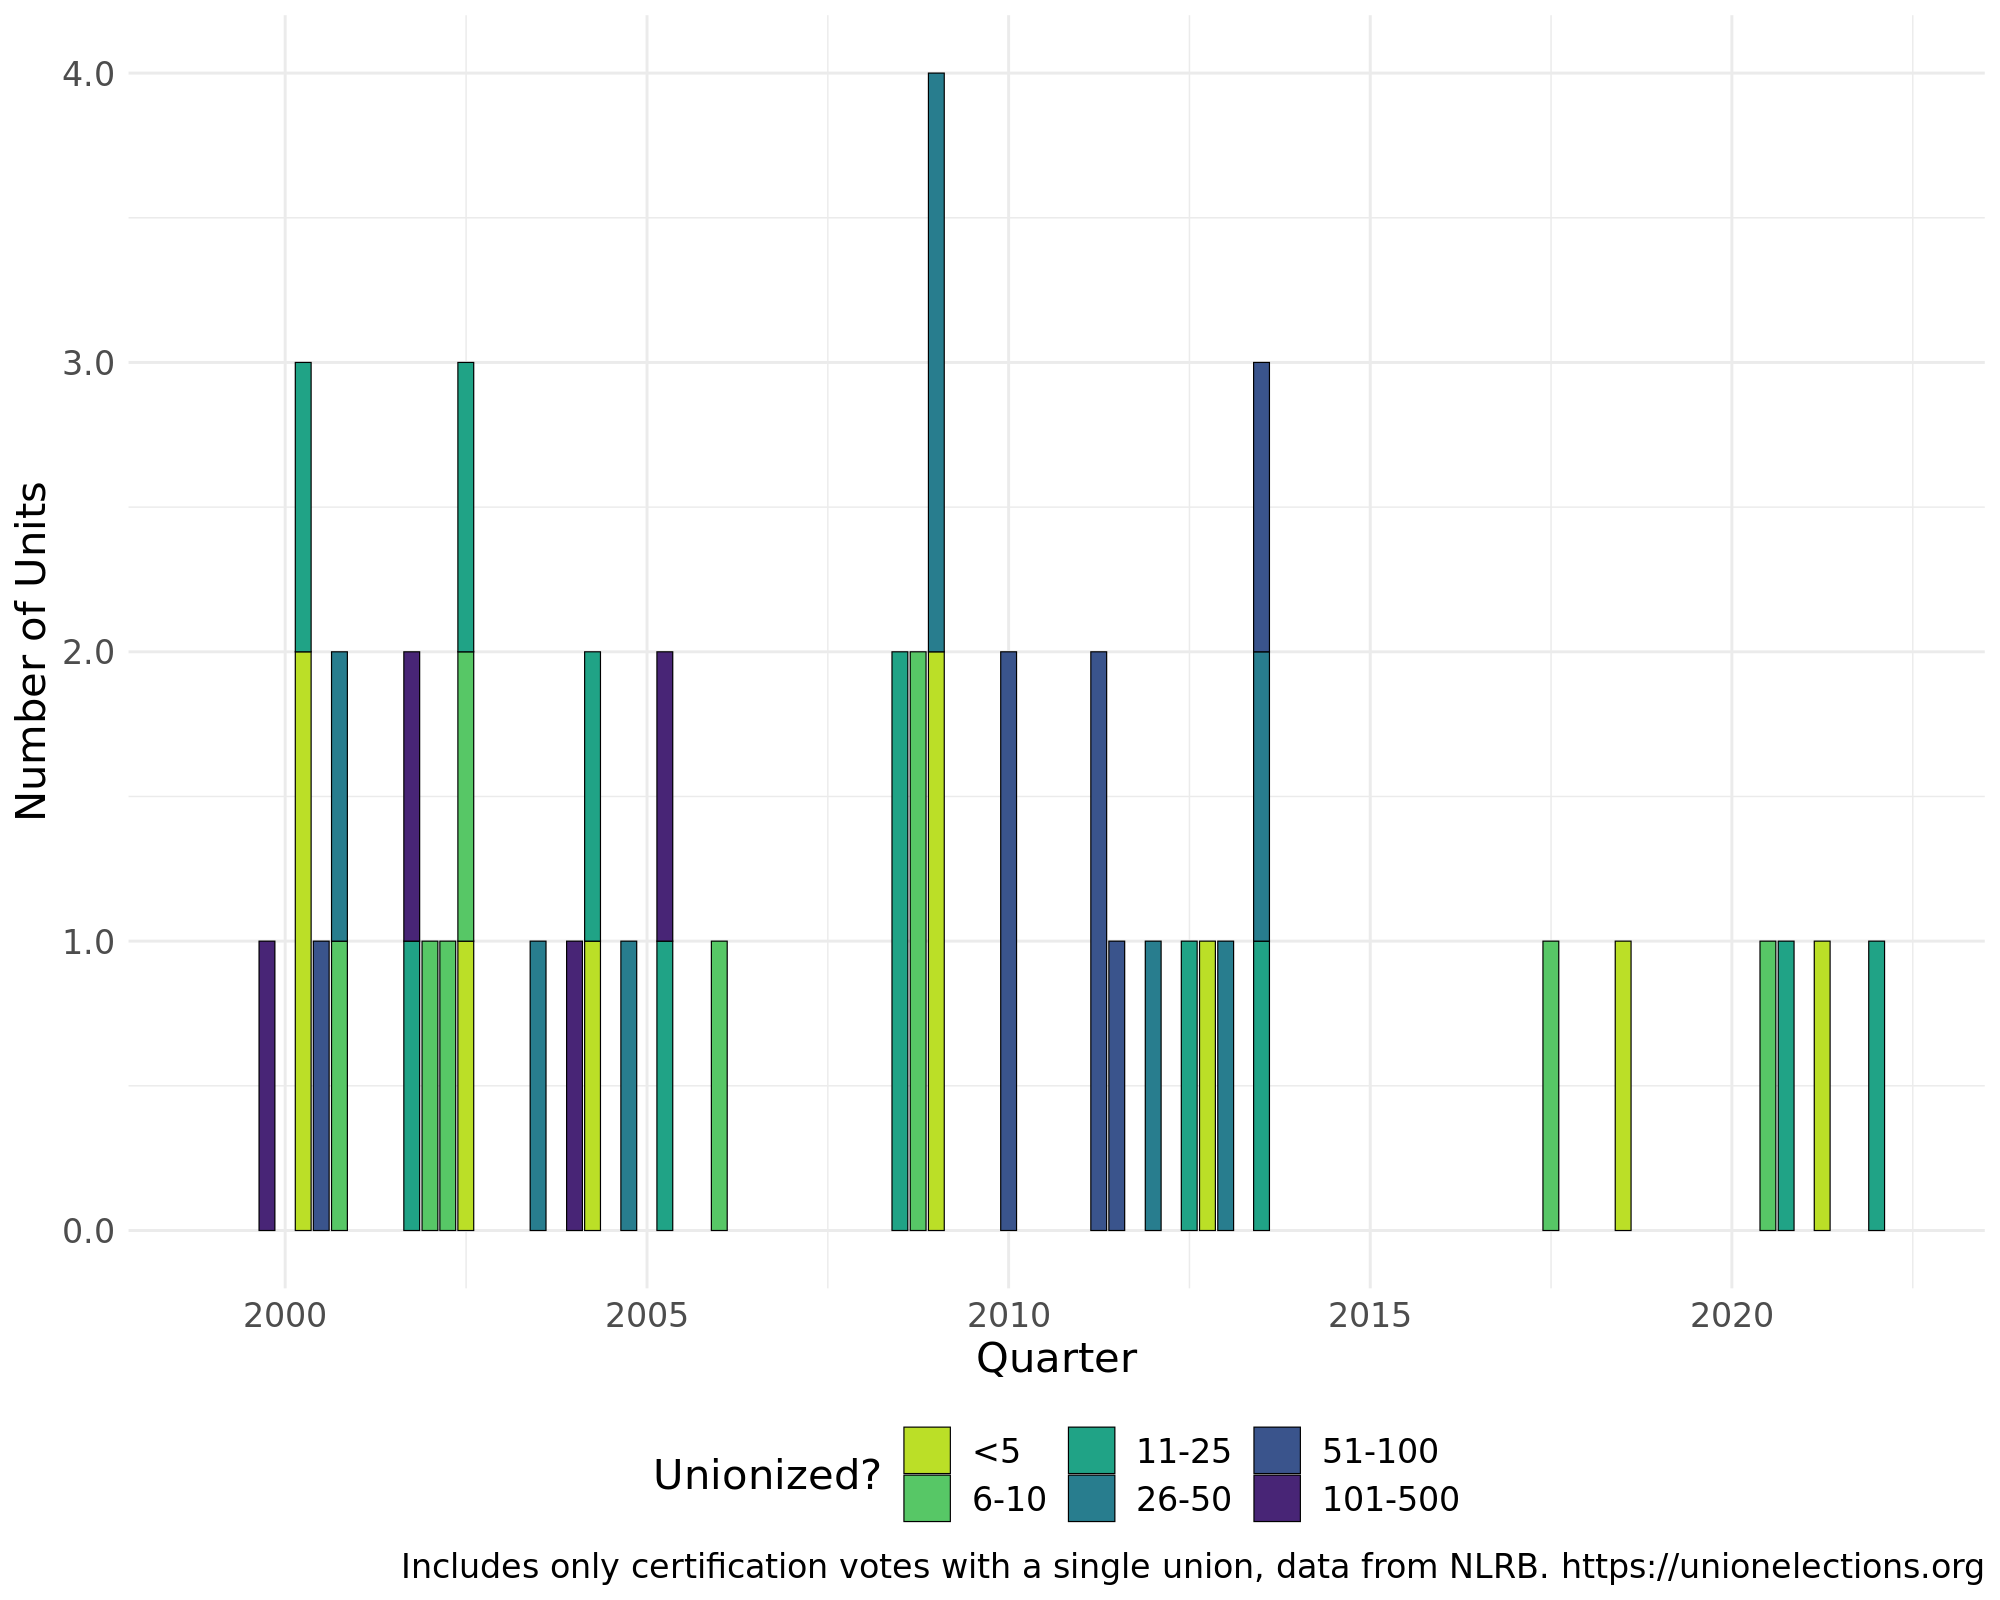 4.0
3.0
2.0
1.0
0.0
Number of Units
2000 2005 2010 2015 2020
Quarter
Unionized?
<5 11-25 51-100
6-10 26-50 101-500
Includes only certification votes with a single union, data from NLRB. https://unionelections.org